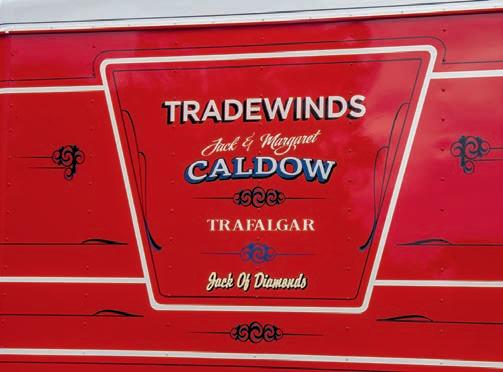 TRADEWINDS
Jack & Margaret
CALDOW
TRAFALGAR
Jack Of Diamonds